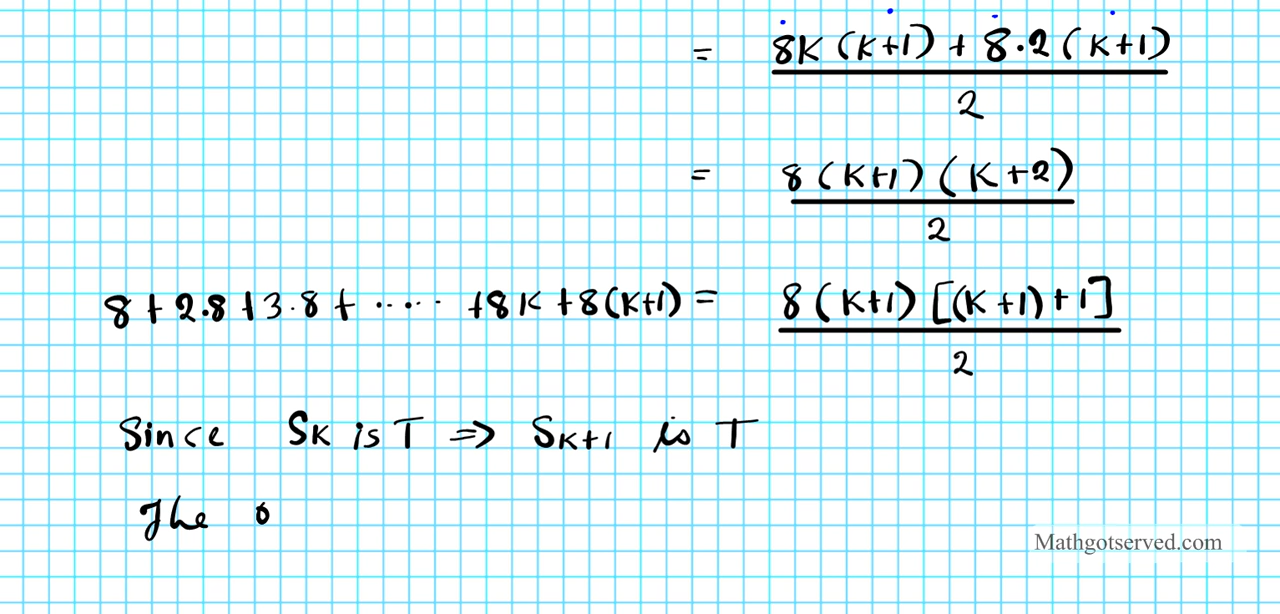 = 8K(K+1) + 8·2(K+1)
2
= 8(K+1)(K+2)
2
8 + 2·8 + 3·8 + ····· +8K +8(K+1) = 8(K+1)[(K+1)+1]
2
Since SK is T ⇒ SK+1 is T
The o
Mathgotserved.com